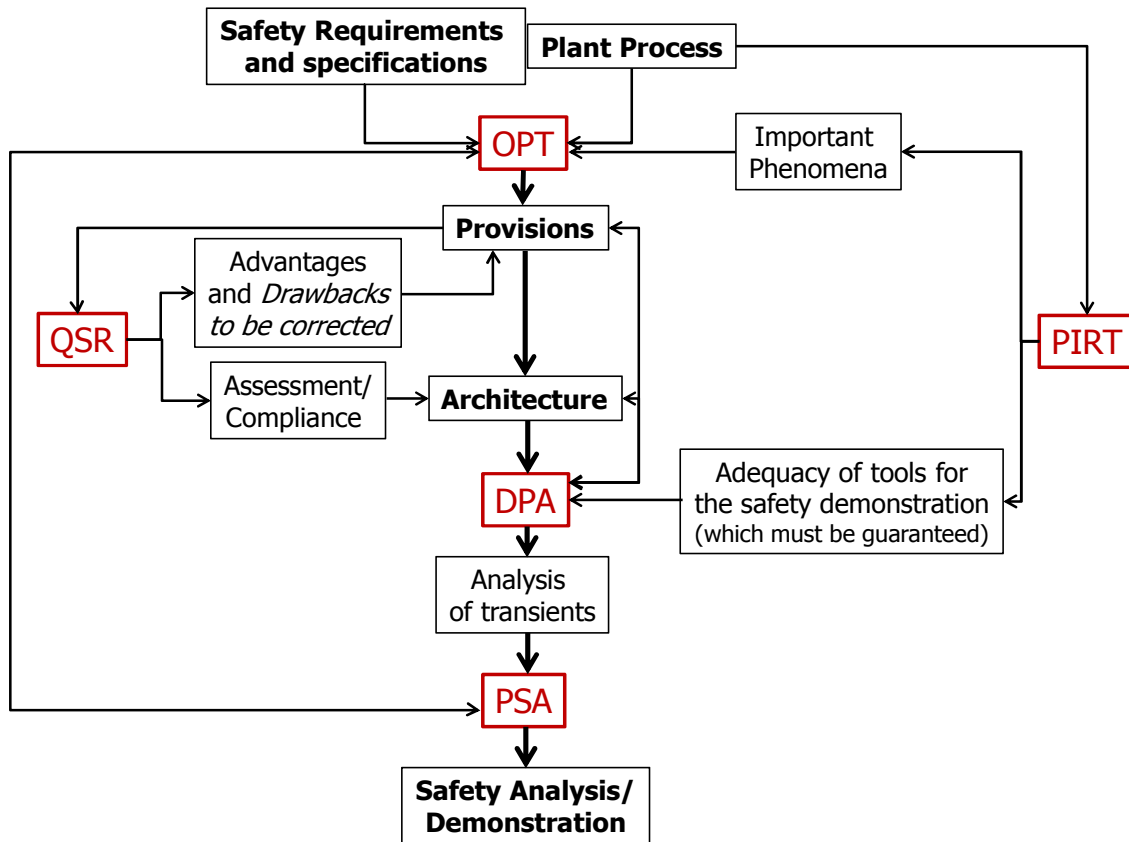 Safety Requirements
and specifications
Plant Process
OPT
Important
Phenomena
Provisions
Advantages
and Drawbacks
to be corrected
QSR
PIRT
Assessment/
Compliance
Architecture
DPA
Adequacy of tools for
the safety demonstration
(which must be guaranteed)
Analysis
of transients
PSA
Safety Analysis/
Demonstration